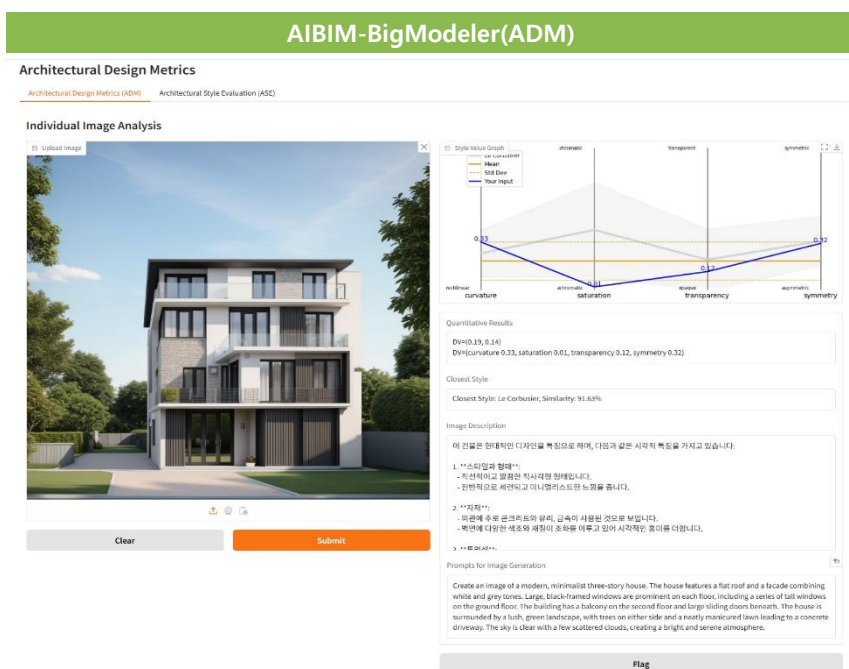 AIBIM-BigModeler(ADM)
Architectural Design Metrics
Architectural Design Metrics (ADM) Architectural Style Evaluation (ASE)
Individual Image Analysis
Upload Image
Style Value Graph
chromatic transparent symmetric
Le Corbusier
Mean
Std Dev
Your Input
0.33 0.01 0.12 0.32
rectilinear achromatic opaque asymmetric
curvature saturation transparency symmetry
Quantitative Results
DV=(0.19, 0.14)
DV=(curvature 0.33, saturation 0.01, transparency 0.12, symmetry 0.32)
Closest Style
Closest Style: Le Corbusier, Similarity: 91.63%
Image Description
이 건물은 현대적인 디자인을 특징으로 하며, 다음과 같은 시각적 특징을 가지고 있습니다:
1. **스타일과 형태**:
- 직선적이고 깔끔한 직사각형 형태입니다.
- 전반적으로 세련되고 미니멀리스트한 느낌을 줍니다.
2. **자재**:
- 외관에 주로 콘크리트와 유리, 금속이 사용된 것으로 보입니다.
- 벽면에 다양한 색조와 재질이 조화를 이루고 있어 시각적인 흥미를 더합니다.
3. **투명성**:
Prompts for Image Generation
Create an image of a modern, minimalist three-story house. The house features a flat roof and a facade combining
white and grey tones. Large, black-framed windows are prominent on each floor, including a series of tall windows
on the ground floor. The building has a balcony on the second floor and large sliding doors beneath. The house is
surrounded by a lush, green landscape, with trees on either side and a neatly manicured lawn leading to a concrete
driveway. The sky is clear with a few scattered clouds, creating a bright and serene atmosphere.
Clear Submit
Flag